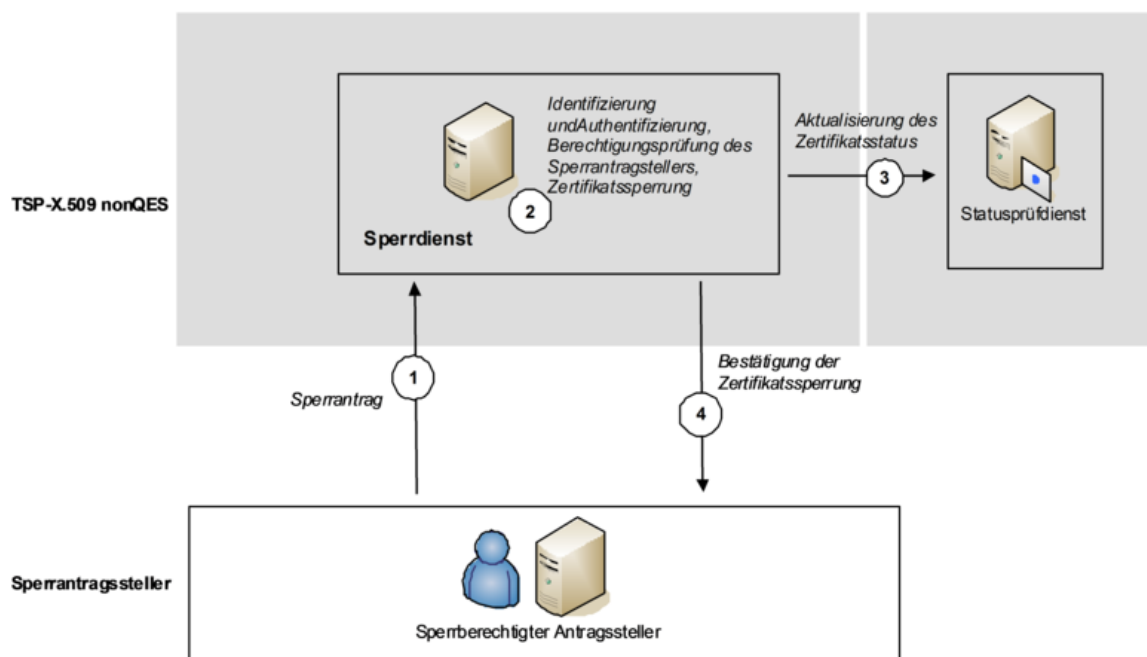 Identifizierung
undAuthentifizierung,
Berechtigungsprüfung des
Sperrantragstellers,
Zertifikatssperrung
2
Sperrdienst
Aktualisierung des
Zertifikatsstatus
3
Statusprüfdienst
TSP-X.509 nonQES
1
Sperrantrag
Bestätigung der
Zertifikatssperrung
4
Sperrantragssteller
Sperrberechtigter Antragssteller